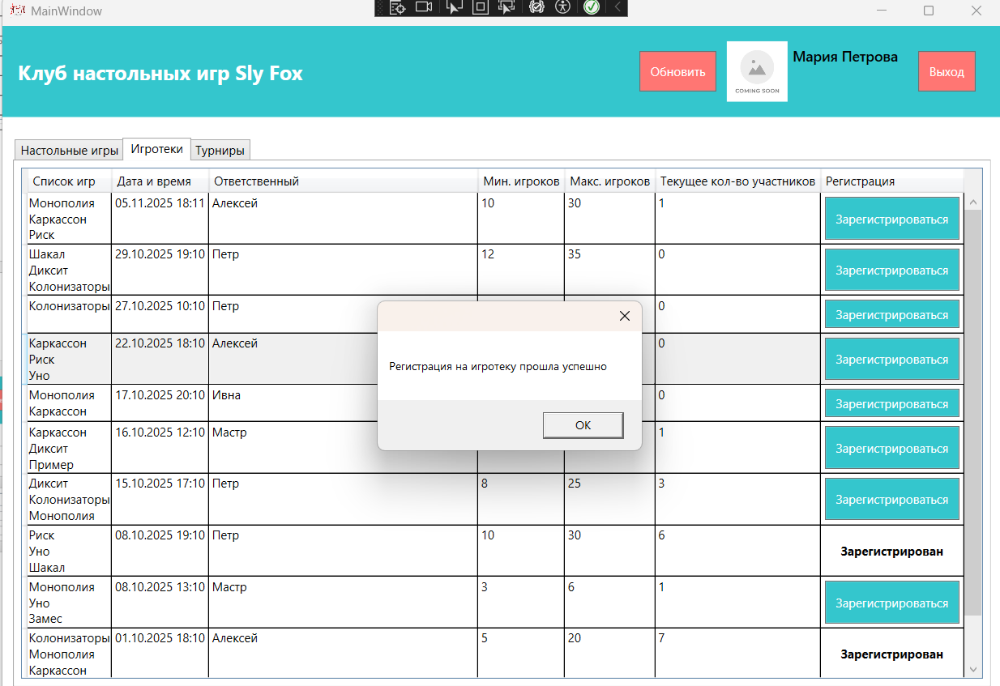 MainWindow
Клуб настольных игр Sly Fox
Обновить
COMING SOON
Мария Петрова
Выход
Настольные игры Игротеки Турниры
Список игр Дата и время Ответственный Мин. игроков Макс. игроков Текущее кол-во участников Регистрация
Монополия 05.11.2025 18:11 Алексей 10 30 1
Каркассон Зарегистрироваться
Риск
Шакал 29.10.2025 19:10 Петр 12 35 0
Диксит Зарегистрироваться
Колонизаторы
Колонизаторы 27.10.2025 10:10 Петр 0
Зарегистрироваться
Каркассон 22.10.2025 18:10 Алексей 0
Риск Зарегистрироваться
Уно
Регистрация на игротеку прошла успешно
OK
Монополия 17.10.2025 20:10 Ивна 0
Каркассон Зарегистрироваться
Каркассон 16.10.2025 12:10 Мастр 1
Диксит Зарегистрироваться
Пример
Диксит 15.10.2025 17:10 Петр 8 25 3
Колонизаторы Зарегистрироваться
Монополия
Риск 08.10.2025 19:10 Петр 10 30 6
Уно Зарегистрирован
Шакал
Монополия 08.10.2025 13:10 Мастр 3 6 1
Уно Зарегистрироваться
Замес
Колонизаторы 01.10.2025 18:10 Алексей 5 20 7
Монополия Зарегистрирован
Каркассон